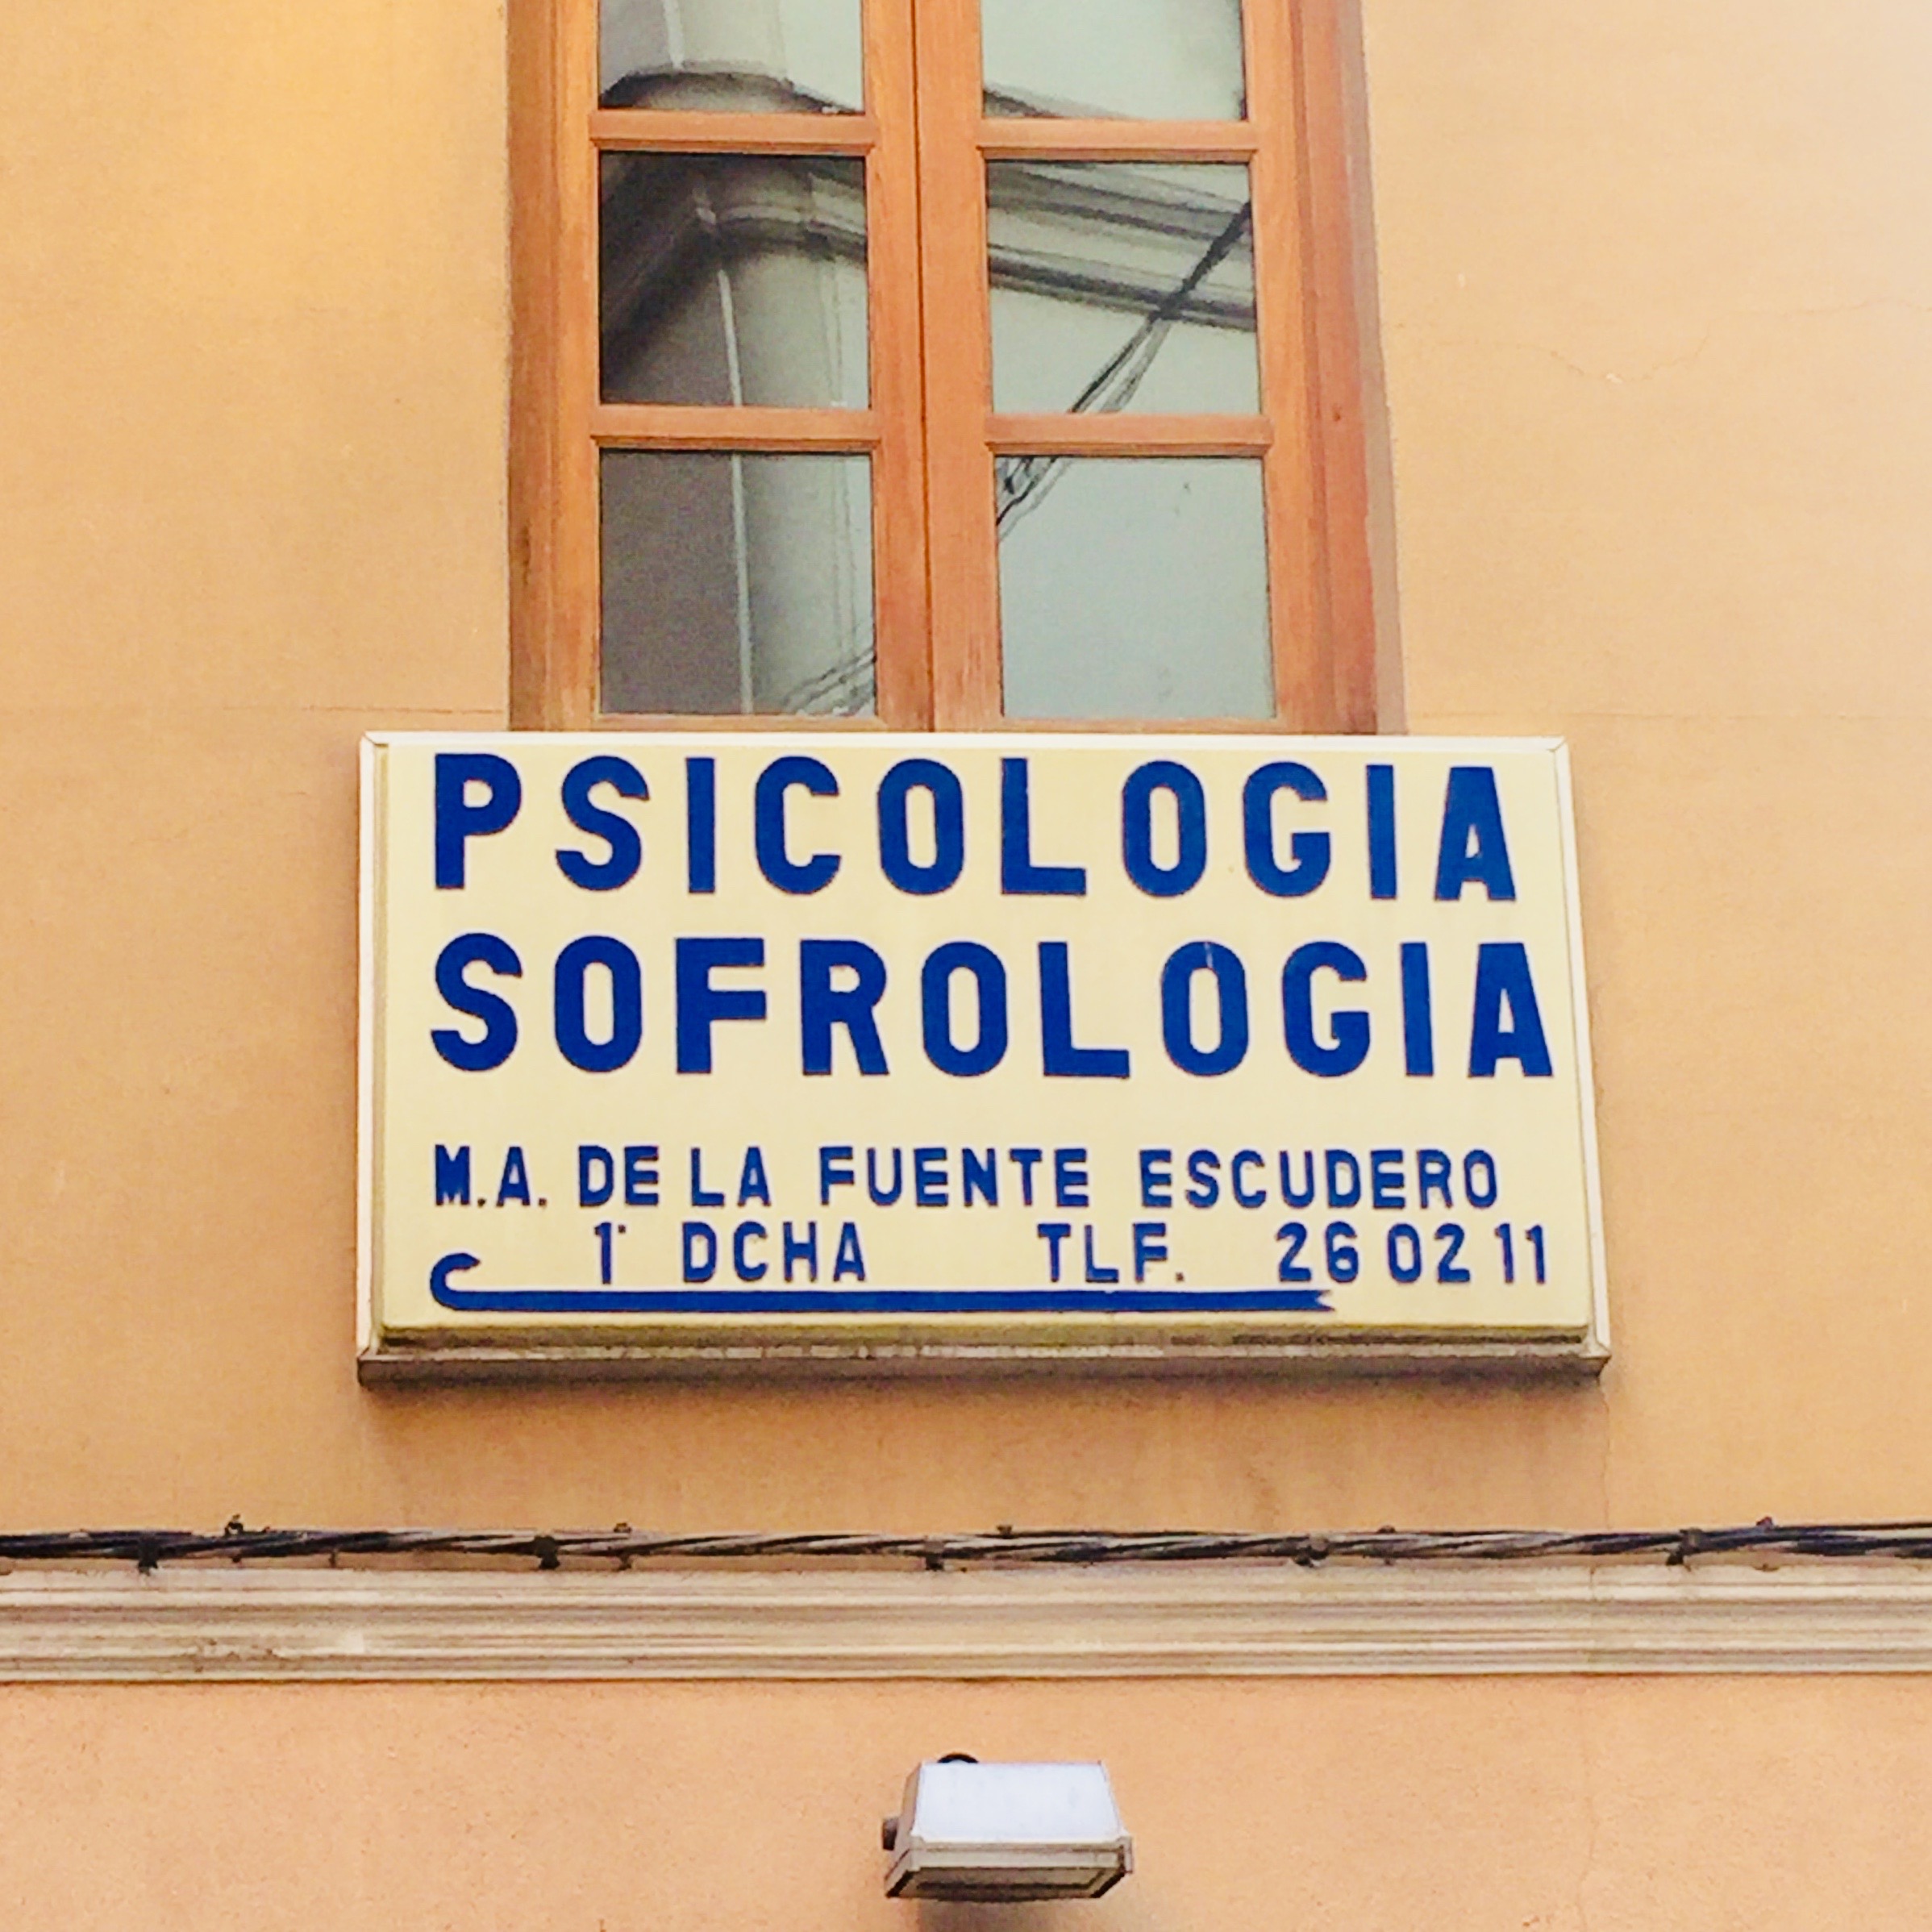 PSICOLOGIA
SOFROLOGIA
M.A. DE LA FUENTE ESCUDERO
1° DCHA TLF. 26 02 11